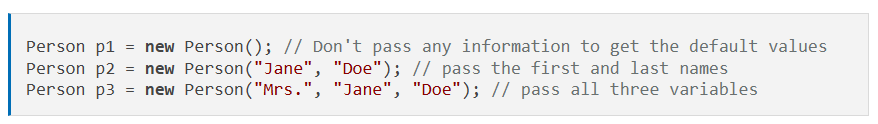 Person p1 = new Person(); // Don't pass any information to get the default values
Person p2 = new Person("Jane", "Doe"); // pass the first and last names
Person p3 = new Person("Mrs.", "Jane", "Doe"); // pass all three variables